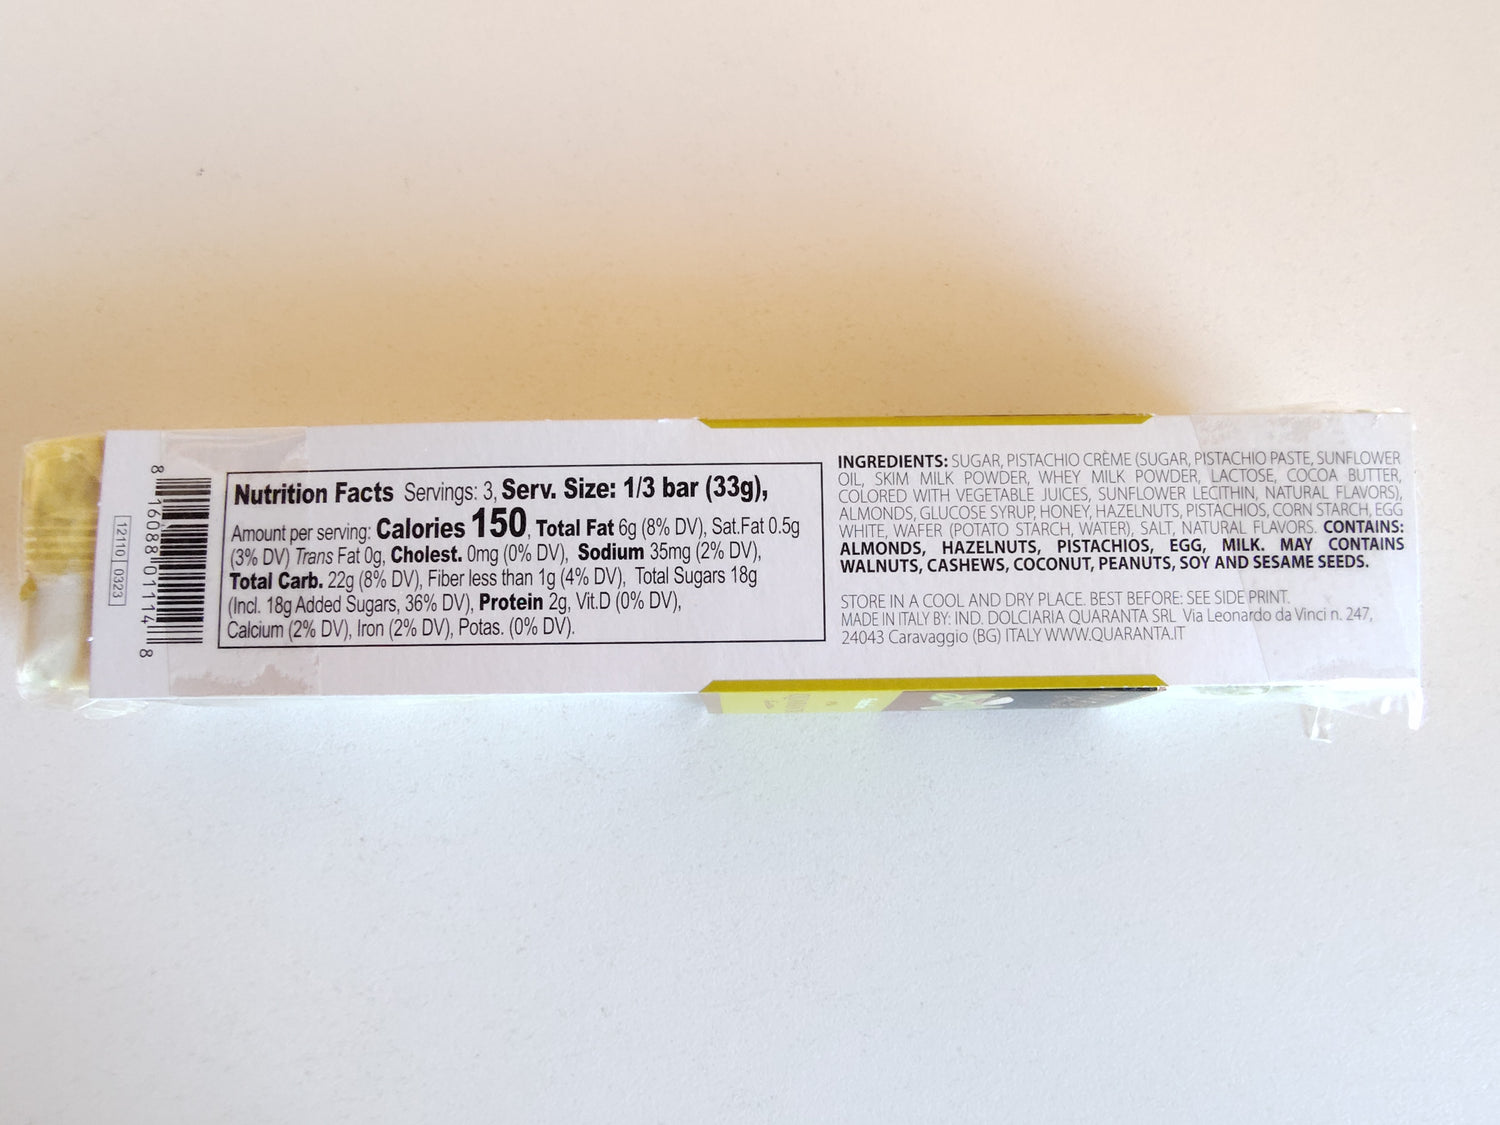 8 16088 01114 8
12110 0323
Nutrition Facts Servings: 3, Serv. Size: 1/3 bar (33g),
Amount per serving: Calories 150, Total Fat 6g (8% DV), Sat.Fat 0.5g
(3% DV) Trans Fat 0g, Cholest. 0mg (0% DV), Sodium 35mg (2% DV),
Total Carb. 22g (8% DV), Fiber less than 1g (4% DV), Total Sugars 18g
(Incl. 18g Added Sugars, 36% DV), Protein 2g, Vit.D (0% DV),
Calcium (2% DV), Iron (2% DV), Potas. (0% DV).
INGREDIENTS: SUGAR, PISTACHIO CRÈME (SUGAR, PISTACHIO PASTE, SUNFLOWER
OIL, SKIM MILK POWDER, WHEY MILK POWDER, LACTOSE, COCOA BUTTER,
COLORED WITH VEGETABLE JUICES, SUNFLOWER LECITHIN, NATURAL FLAVORS),
ALMONDS, GLUCOSE SYRUP, HONEY, HAZELNUTS, PISTACHIOS, CORN STARCH, EGG
WHITE, WAFER (POTATO STARCH, WATER), SALT, NATURAL FLAVORS. CONTAINS:
ALMONDS, HAZELNUTS, PISTACHIOS, EGG, MILK. MAY CONTAINS
WALNUTS, CASHEWS, COCONUT, PEANUTS, SOY AND SESAME SEEDS.
STORE IN A COOL AND DRY PLACE. BEST BEFORE: SEE SIDE PRINT.
MADE IN ITALY BY: IND. DOLCIARIA QUARANTA SRL Via Leonardo da Vinci n. 247,
24043 Caravaggio (BG) ITALY WWW.QUARANTA.IT